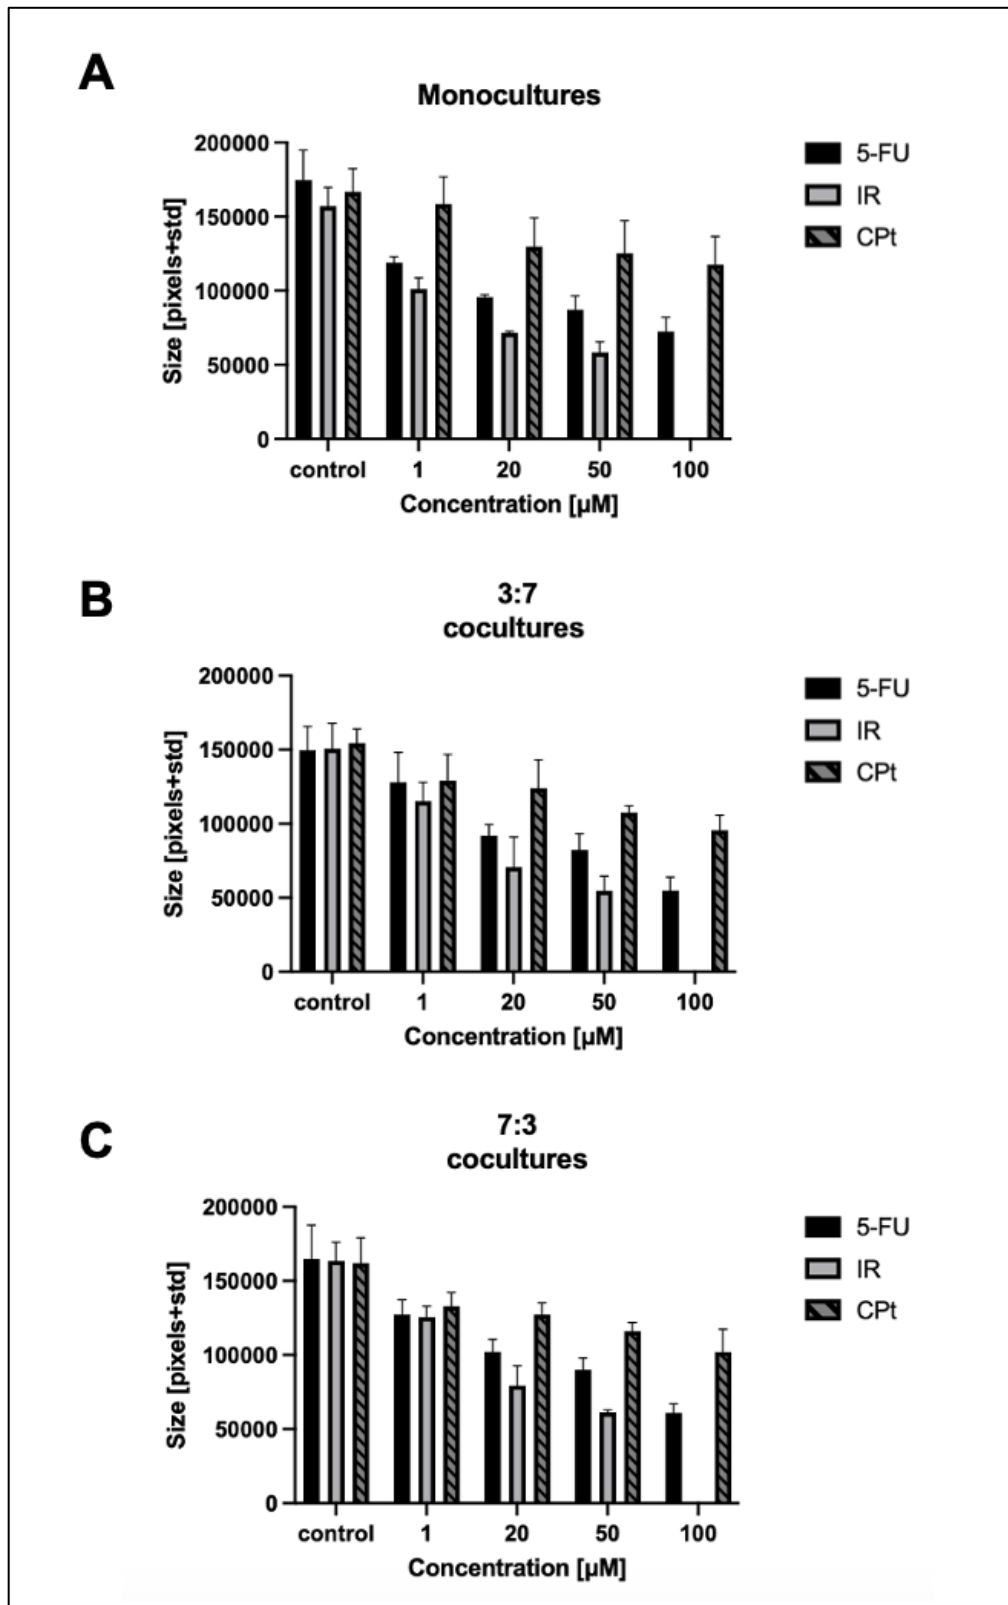 A
Monocultures
200000
150000
100000
50000
0
Size [pixels+std]
control 1 20 50 100
Concentration [µM]
5-FU
IR
CPt
B
3:7
cocultures
200000
150000
100000
50000
0
Size [pixels+std]
control 1 20 50 100
Concentration [µM]
5-FU
IR
CPt
C
7:3
cocultures
200000
150000
100000
50000
0
Size [pixels+std]
control 1 20 50 100
Concentration [µM]
5-FU
IR
CPt